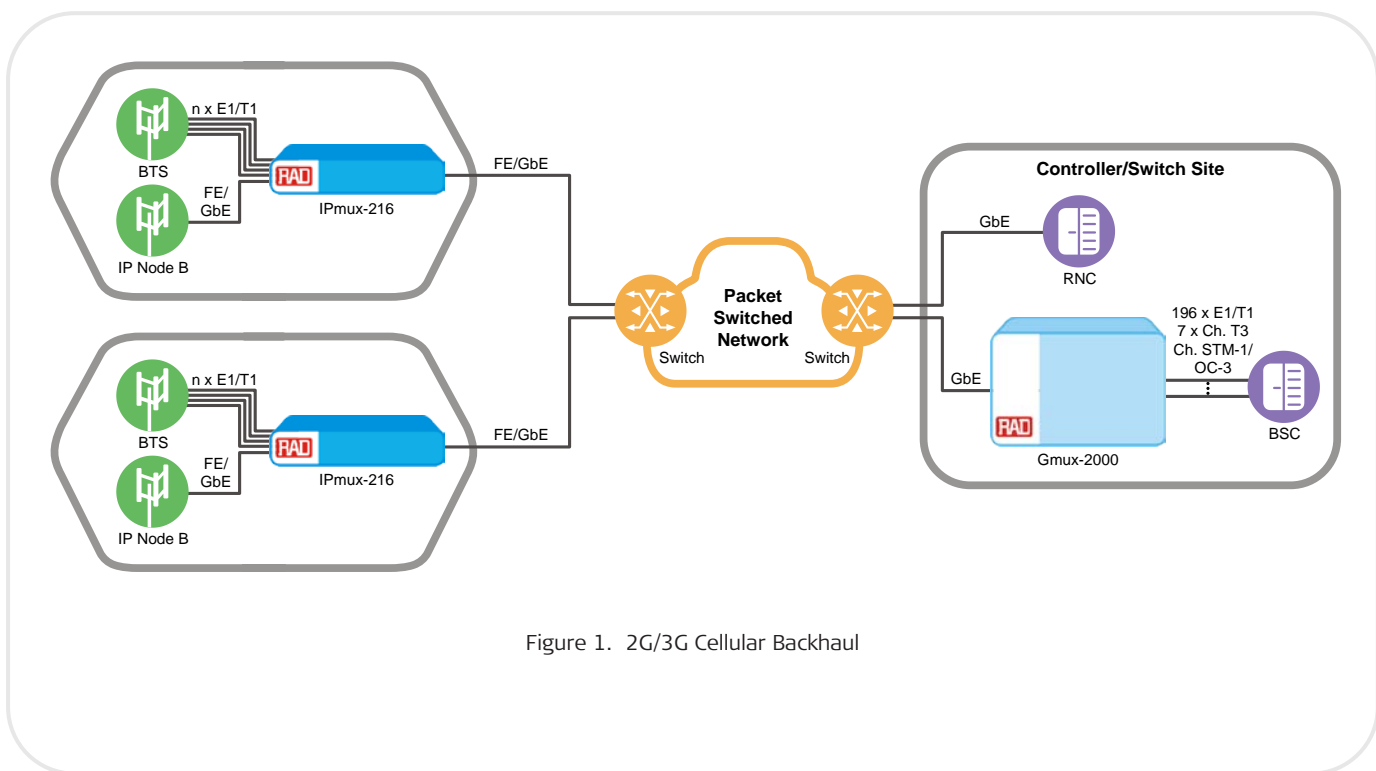 n x E1/T1
BTS
FE/
GbE
IP Node B
RAD
IPmux-216
FE/GbE
n x E1/T1
BTS
FE/
GbE
IP Node B
RAD
IPmux-216
FE/GbE
Packet
Switched
Network
Switch
Switch
Controller/Switch Site
GbE
RNC
GbE
RAD
Gmux-2000
196 x E1/T1
7 x Ch. T3
Ch. STM-1/
OC-3
BSC
Figure 1. 2G/3G Cellular Backhaul